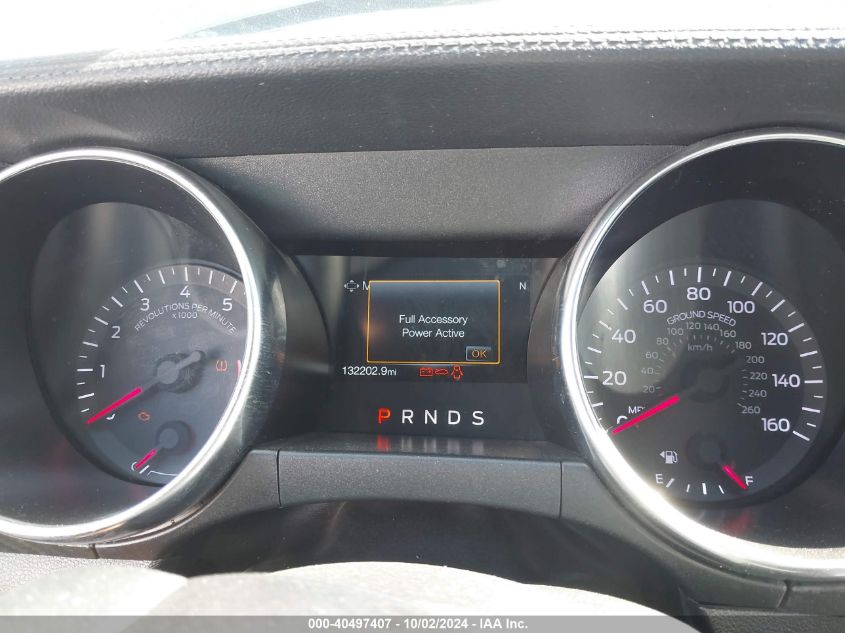 1 2 3 4 5
REVOLUTIONS PER MINUTE
x1000
N
Full Accessory
Power Active
OK
132202.9mi
P R N D S
20 40 60 80 100 120 140 160
GROUND SPEED
20 40 60 80 100 120 140 160 180 200 220 240 260
km/h
E F
000-40497407 - 10/02/2024 - IAA Inc.